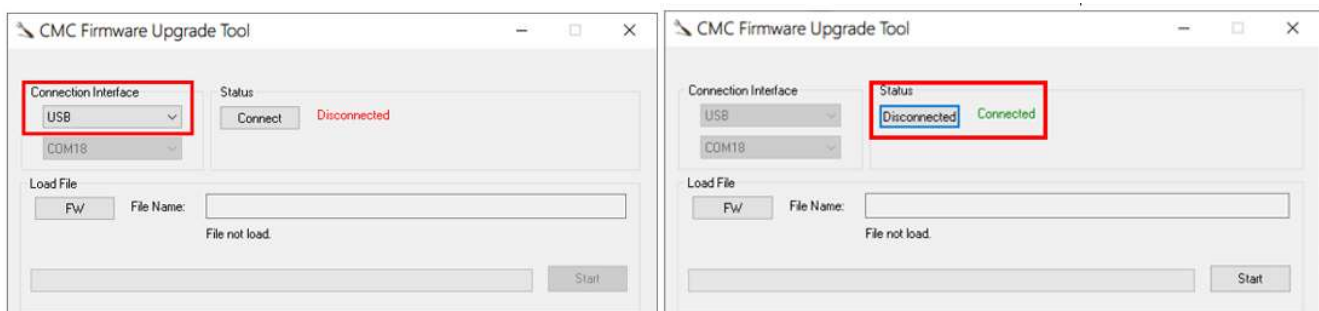 CMC Firmware Upgrade Tool
Connection Interface
Status
USB
Connect
Disconnected
COM18
Load File
FW
File Name:
File not load.
Start
CMC Firmware Upgrade Tool
Connection Interface
Status
USB
Disconnected
Connected
COM18
Load File
FW
File Name:
File not load.
Start